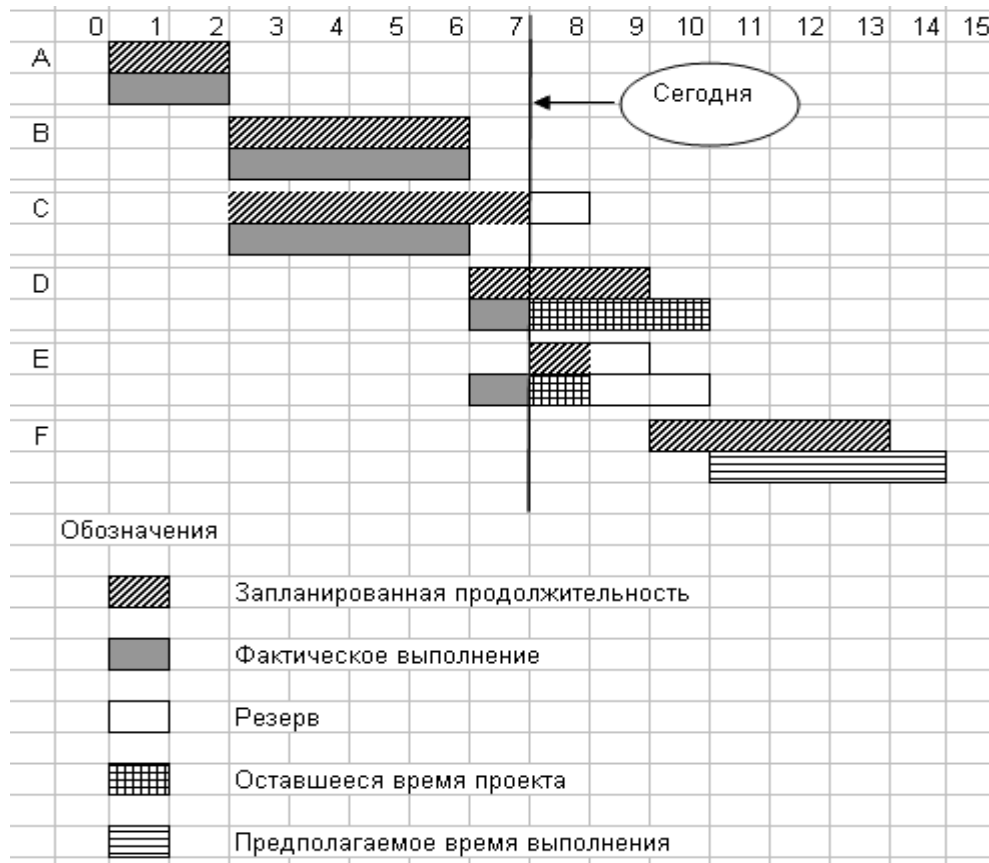 0 1 2 3 4 5 6 7 8 9 10 11 12 13 14 15
A
Сегодня
B
C
D
E
F
Обозначения
Запланированная продолжительность
Фактическое выполнение
Резерв
Оставшееся время проекта
Предполагаемое время выполнения